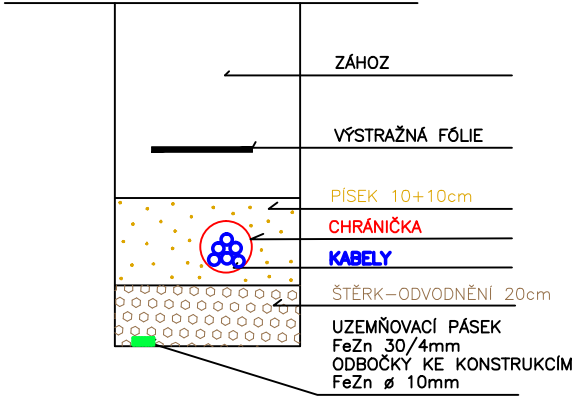 ZÁHOZ
VÝSTRAŽNÁ FÓLIE
PÍSEK 10+10cm
CHRÁNIČKA
KABELY
ŠTĚRK-ODVODNĚNÍ 20cm
UZEMŇOVACÍ PÁSEK
FeZn 30/4mm
ODBOČKY KE KONSTRUKCÍM
FeZn ø 10mm